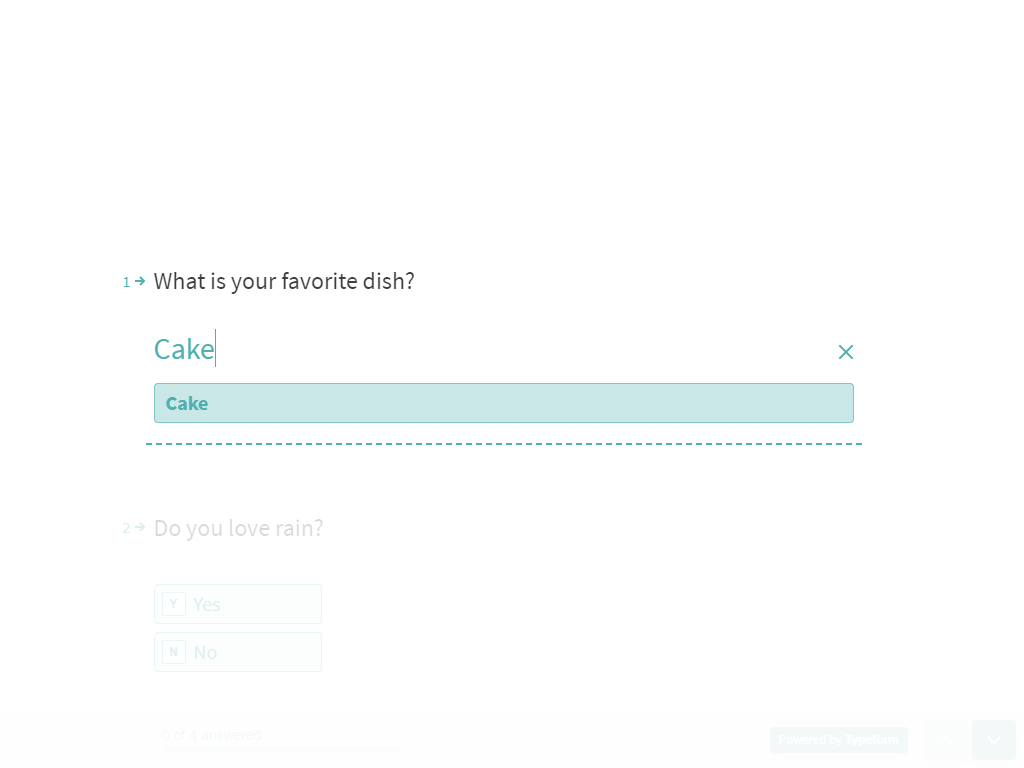 1 What is your favorite dish?
Cake
Cake
2 Do you love rain?
Y Yes
N No
0 of 4 answered
Powered by Typeform